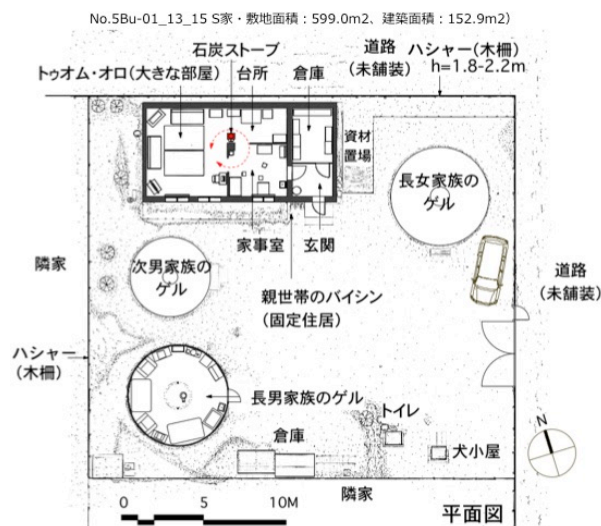 No.5Bu-01_13_15 S家・敷地面積：599.0m2、建築面積：152.9m2）
石炭ストーブ
道路
（未舗装）
ハシャー（木柵）
h=1.8-2.2m
トゥオム・オロ（大きな部屋）
台所
倉庫
資材
置場
長女家族の
ゲル
家事室
玄関
隣家
次男家族の
ゲル
親世帯のバイシン
（固定住居）
道路
（未舗装）
ハシャー
（木柵）
長男家族のゲル
トイレ
倉庫
犬小屋
N
隣家
0
5
10M
平面図